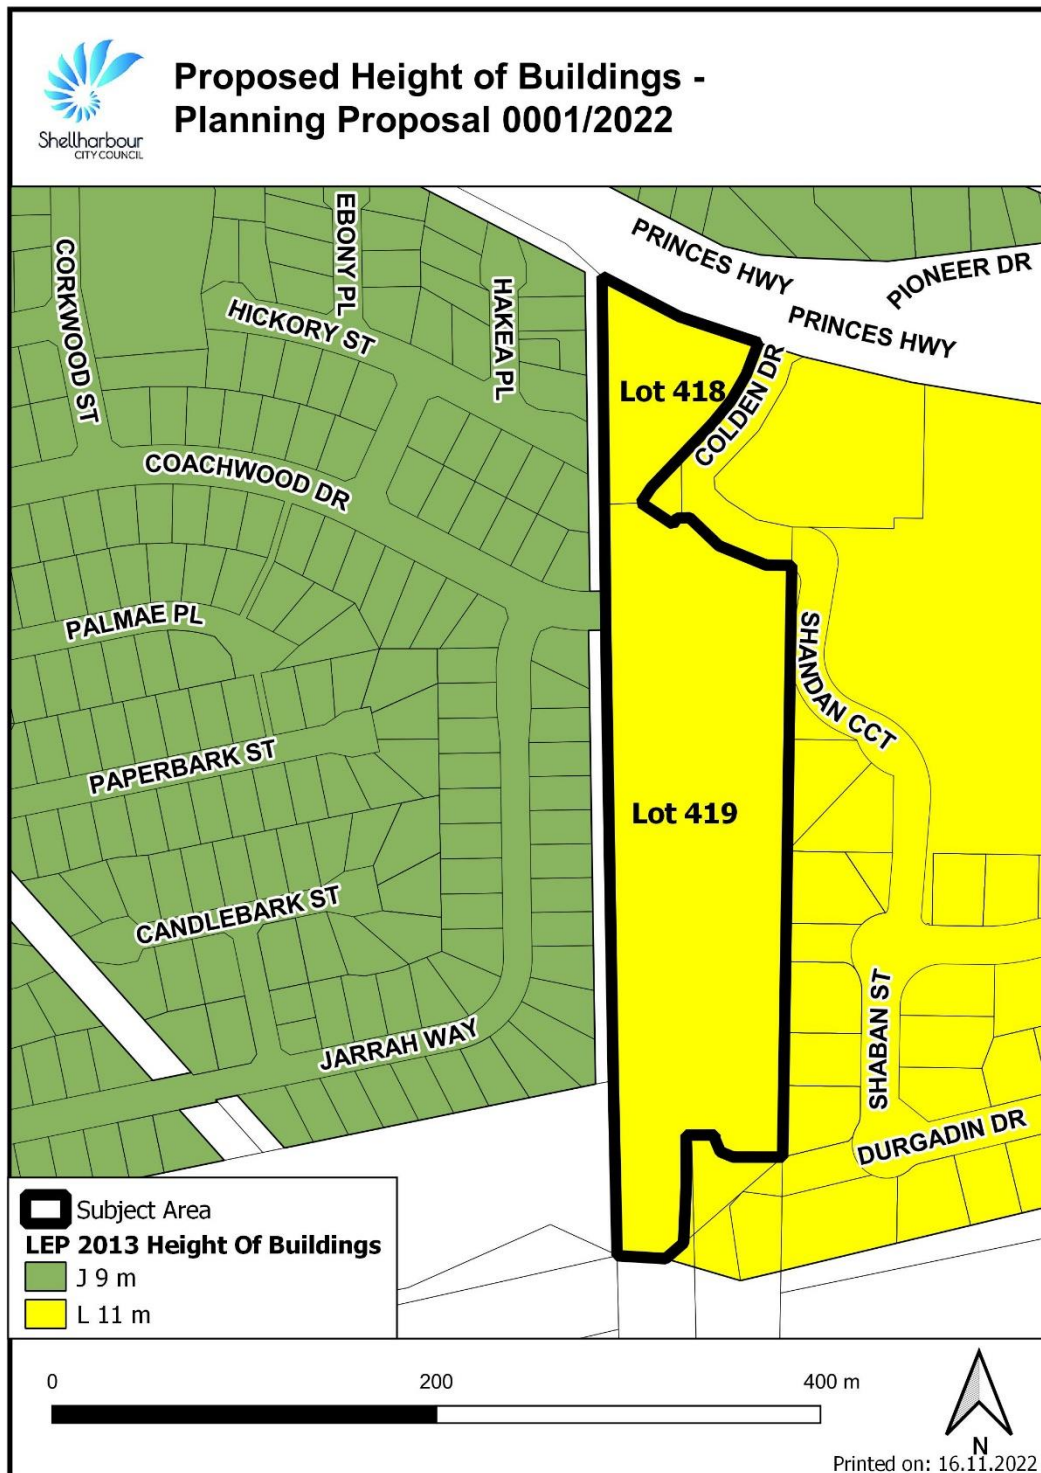 Shellharbour
CITY COUNCIL
Proposed Height of Buildings -
Planning Proposal 0001/2022
EBONY PL
CORKWOOD ST
HICKORY ST
HAKEA PL
PRINCES HWY
PIONEER DR
PRINCES HWY
Lot 418
COLDEN DR
COACHWOOD DR
PALMAE PL
SHANDAN CCT
PAPERBARK ST
Lot 419
CANDLEBARK ST
JARRAH WAY
SHABAN ST
DURGADIN DR
Subject Area
LEP 2013 Height Of Buildings
J 9 m
L 11 m
0 200 400 m
N
Printed on: 16.11.2022